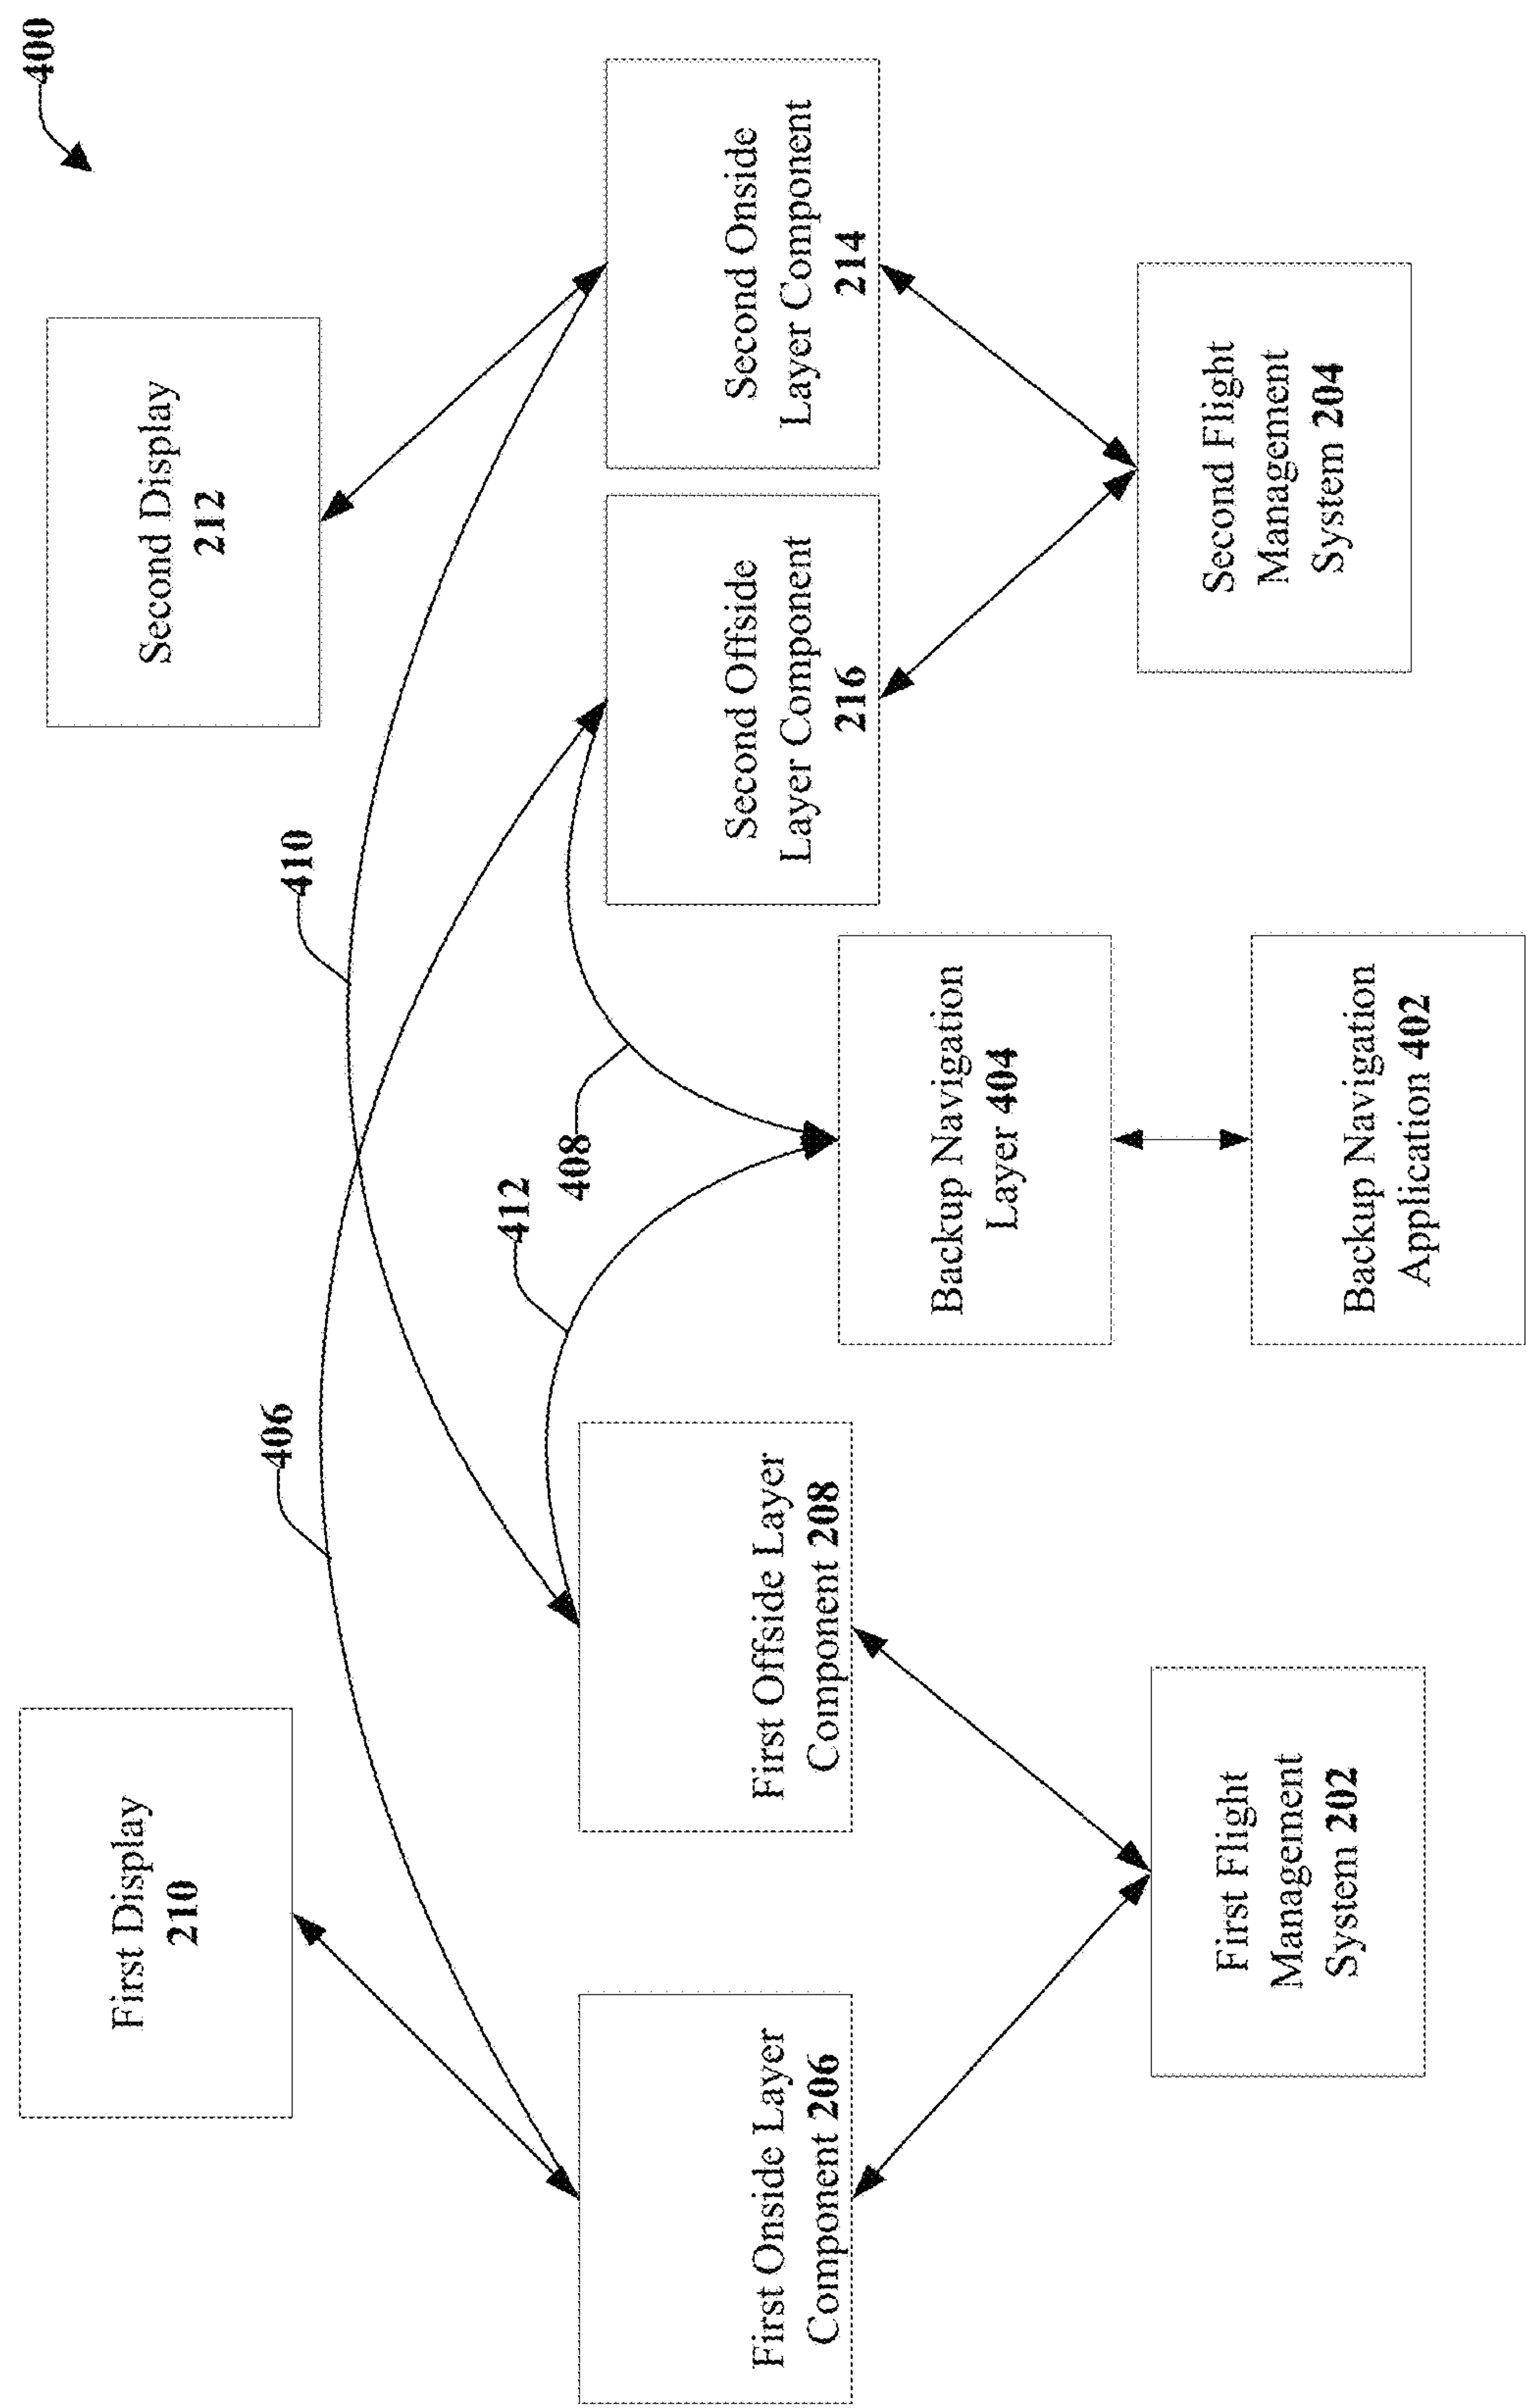 400
First Display
210
Second Display
212
406
410
412
408
First Onside Layer
Component 206
First Offside Layer
Component 208
Second Offside
Layer Component
216
Second Onside
Layer Component
214
Backup Navigation
Layer 404
First Flight
Management
System 202
Backup Navigation
Application 402
Second Flight
Management
System 204